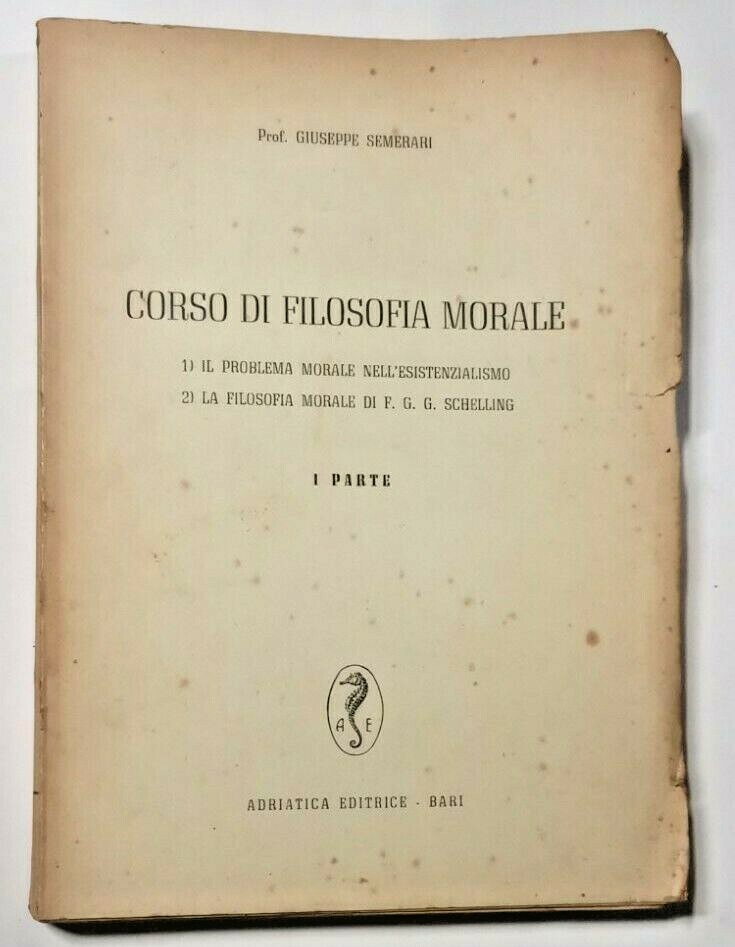 Prof. GIUSEPPE SEMERARI
CORSO DI FILOSOFIA MORALE
1) IL PROBLEMA MORALE NELL'ESISTENZIALISMO
2) LA FILOSOFIA MORALE DI F. G. G. SCHELLING
I PARTE
A E
ADRIATICA EDITRICE - BARI